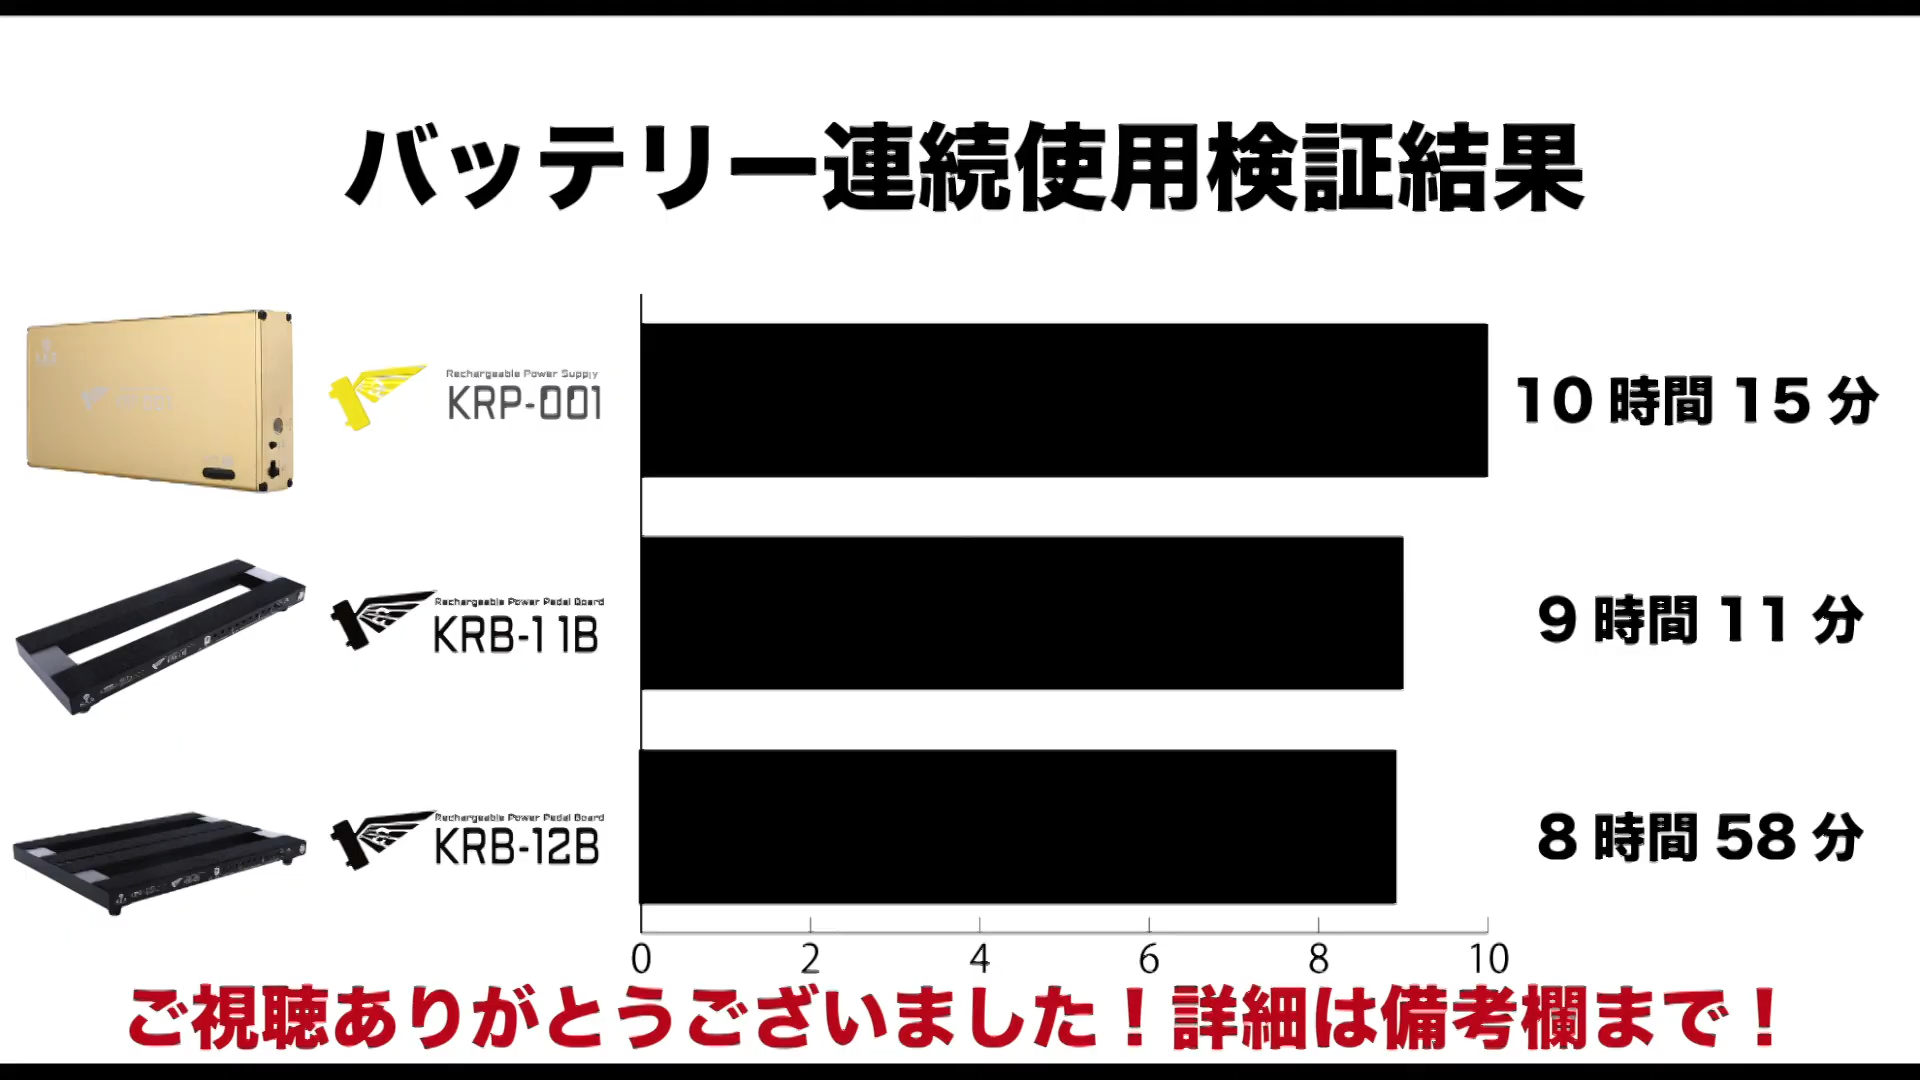 バッテリー連続使用検証結果
Rechargeable Power Supply
KRP-001
10 時間 15 分
Rechargeable Power Pedal Board
KRB-11B
9 時間 11 分
Rechargeable Power Pedal Board
KRB-12B
8 時間 58 分
0 2 4 6 8 10
ご視聴ありがとうございました！詳細は備考欄まで！